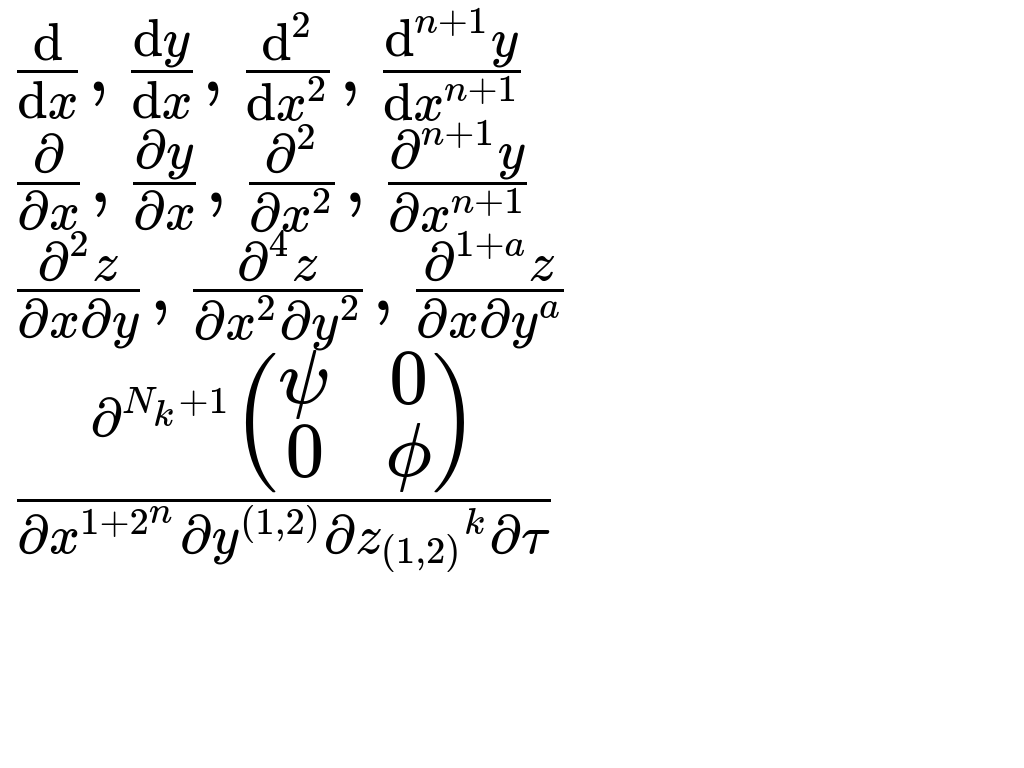 \frac{\mathrm{d}}{\mathrm{d}x}, \frac{\mathrm{d}y}{\mathrm{d}x}, \frac{\mathrm{d}^{2}}{\mathrm{d}x^{2}}, \frac{\mathrm{d}^{n+1}y}{\mathrm{d}x^{n+1}}
\frac{\partial}{\partial x}, \frac{\partial y}{\partial x}, \frac{\partial^{2}}{\partial x^{2}}, \frac{\partial^{n+1}y}{\partial x^{n+1}}
\frac{\partial^{2}z}{\partial x\partial y}, \frac{\partial^{4}z}{\partial x^{2}\partial y^{2}}, \frac{\partial^{1+a}z}{\partial x\partial y^{a}}
\frac{\partial^{N_k+1}\begin{pmatrix}\psi & 0\\ 0 & \phi\end{pmatrix}}{\partial x^{1+2^{n}}\partial y^{(1,2)}\partial {z_{(1,2)}}^{k}\partial\tau}